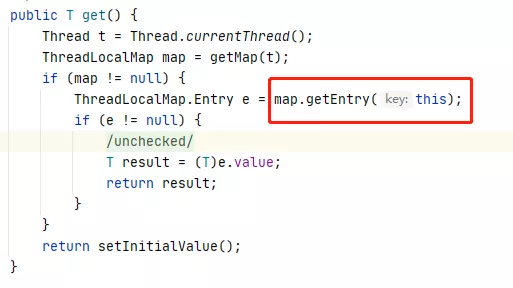 public T get() {
Thread t = Thread.currentThread();
ThreadLocalMap map = getMap(t);
if (map != null) {
ThreadLocalMap.Entry e = map.getEntry( key: this);
if (e != null) {
/unchecked/
T result = (T)e.value;
return result;
}
}
return setInitialValue();
}